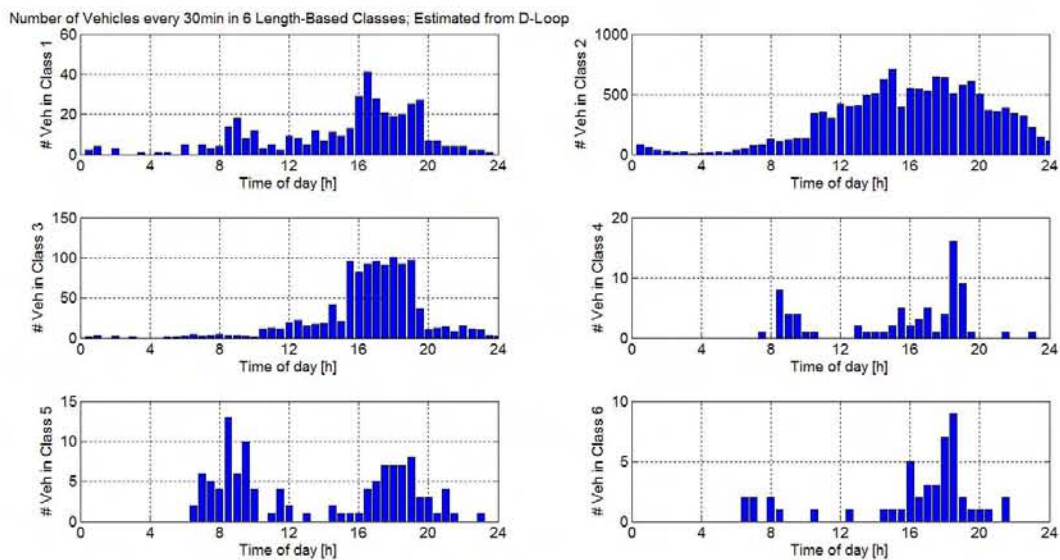 Number of Vehicles every 30min in 6 Length-Based Classes; Estimated from D-Loop
# Veh in Class 1
60
40
20
0
0 4 8 12 16 20 24
Time of day [h]
# Veh in Class 2
1000
500
0
0 4 8 12 16 20 24
Time of day [h]
# Veh in Class 3
150
100
50
0
0 4 8 12 16 20 24
Time of day [h]
# Veh in Class 4
20
10
0
0 4 8 12 16 20 24
Time of day [h]
# Veh in Class 5
15
10
5
0
0 4 8 12 16 20 24
Time of day [h]
# Veh in Class 6
10
5
0
0 4 8 12 16 20 24
Time of day [h]